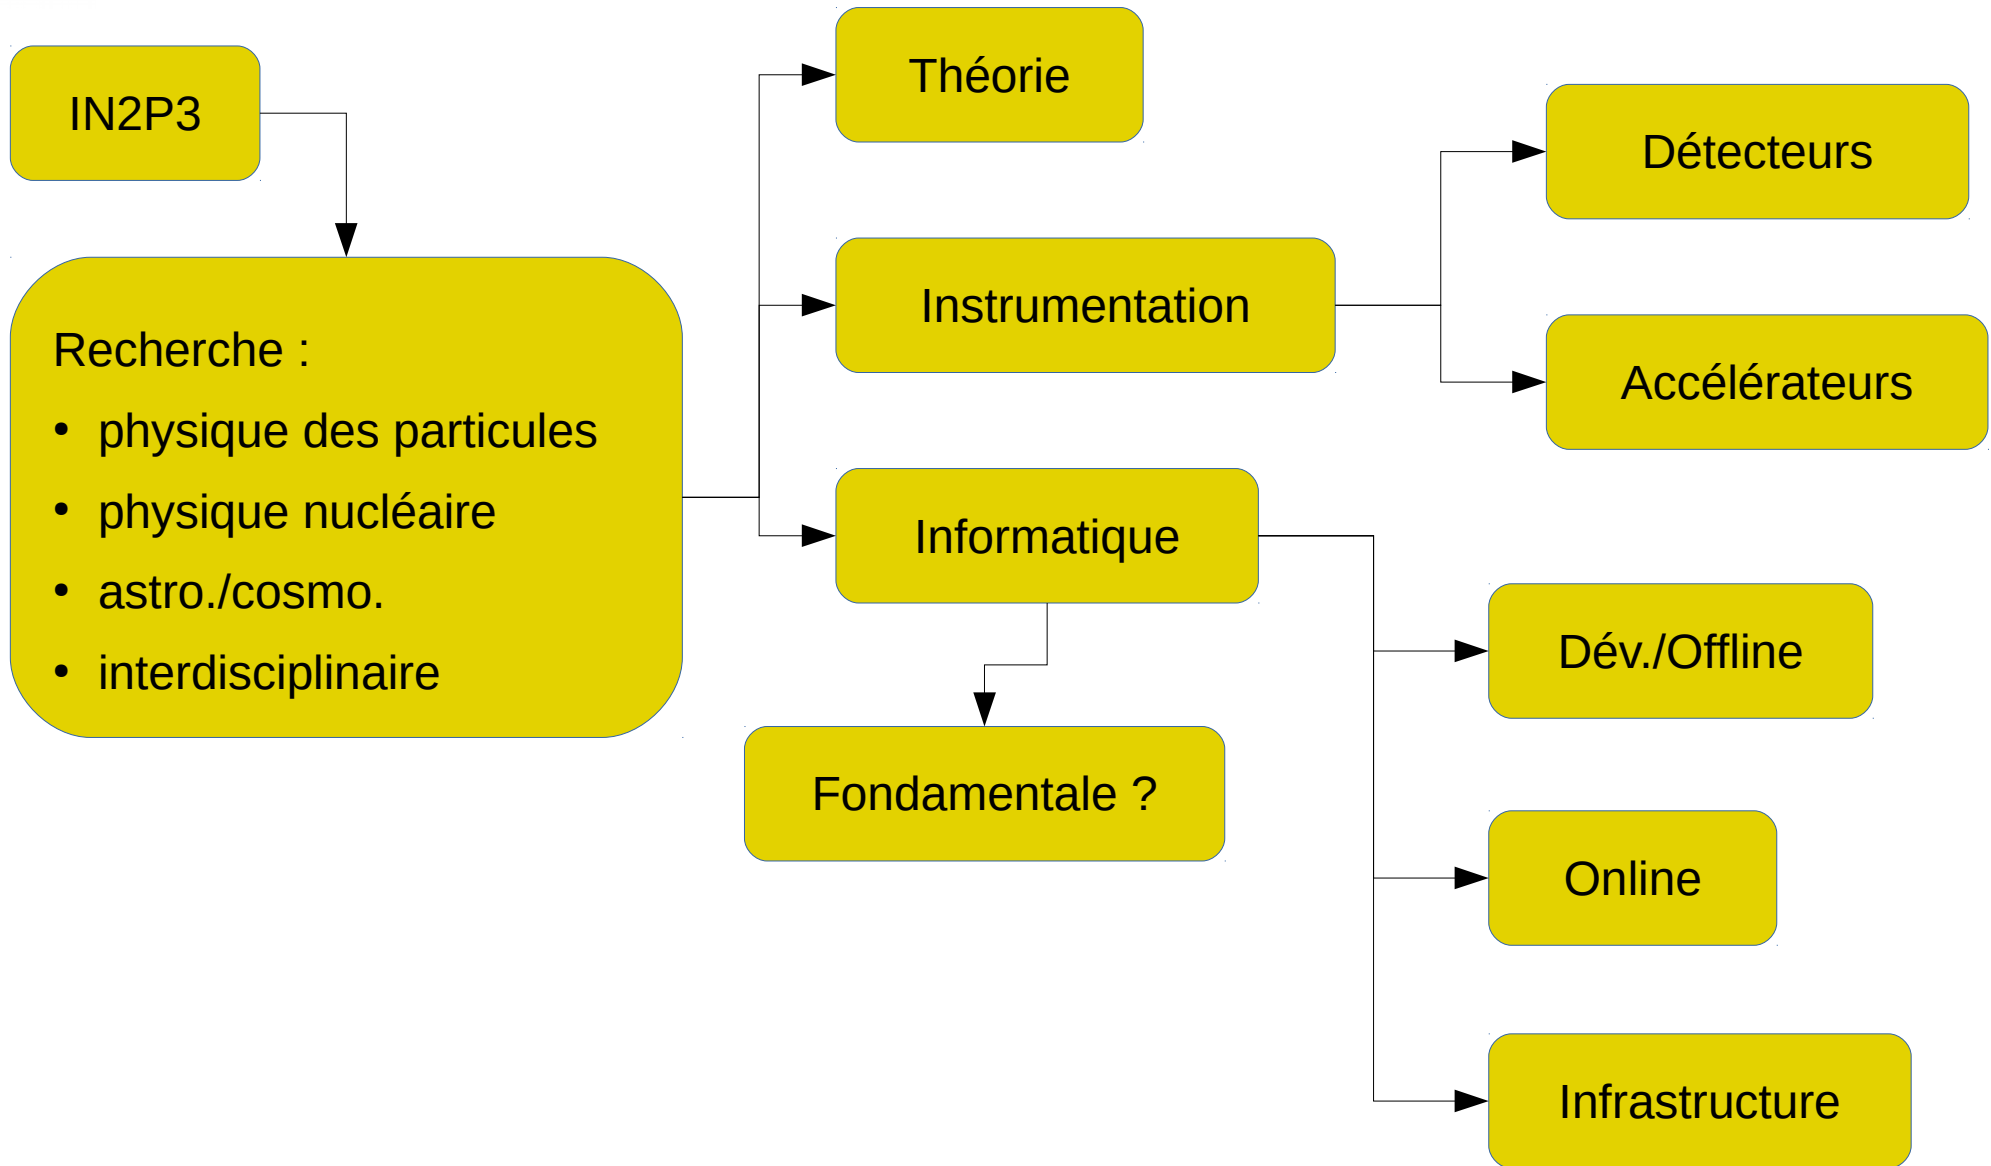 IN2P3
Recherche :
• physique des particules
• physique nucléaire
• astro./cosmo.
• interdisciplinaire
Théorie
Instrumentation
Informatique
Fondamentale ?
Détecteurs
Accélérateurs
Dév./Offline
Online
Infrastructure